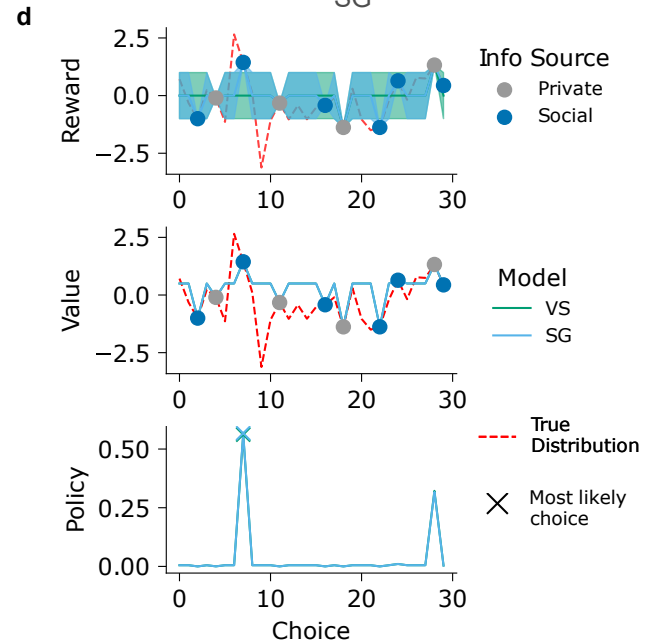 SG
d
2.5
0.0
−2.5
Reward
0
10
20
30
Info Source
Private
Social
2.5
0.0
−2.5
Value
0
10
20
30
Model
VS
SG
0.50
0.25
0.00
Policy
0
10
20
30
Choice
True
Distribution
Most likely
choice